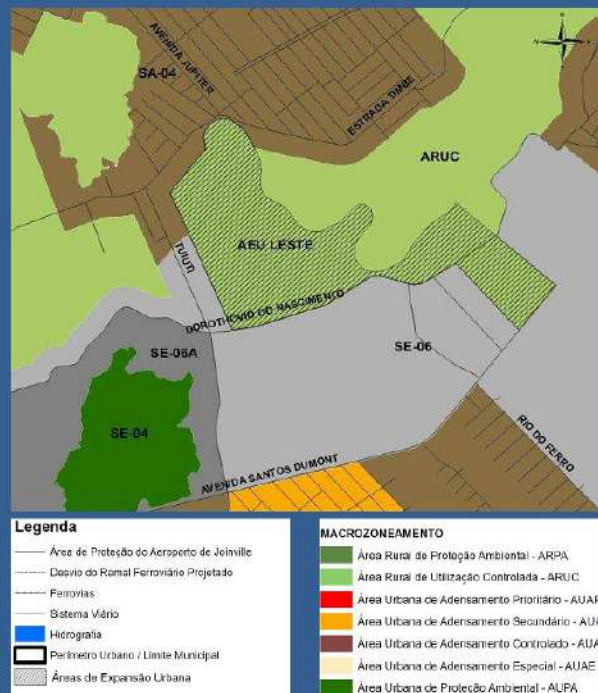 SA-04
AVENIDA JUPITER
ESTRADA TIMBE
ARUC
AEU LESTE
TUIUTI
DOROTHOVIO DO NASCIMENTO
SE-06A
SE-06
SE-04
RIO DO FERRO
AVENIDA SANTOS DUMONT
Legenda
Área de Proteção do Aeroporto de Joinville
Desvio do Ramal Ferroviário Projetado
Ferrovias
Sistema Viário
Hidrografia
Perímetro Urbano / Limite Municipal
Áreas de Expansão Urbana
MACROZONEAMENTO
Área Rural de Proteção Ambiental - ARPA
Área Rural de Utilização Controlada - ARUC
Área Urbana de Adensamento Prioritário - AUAP
Área Urbana de Adensamento Secundário - AUA
Área Urbana de Adensamento Controlado - AUA
Área Urbana de Adensamento Especial - AUAE
Área Urbana de Proteção Ambiental - AUPA